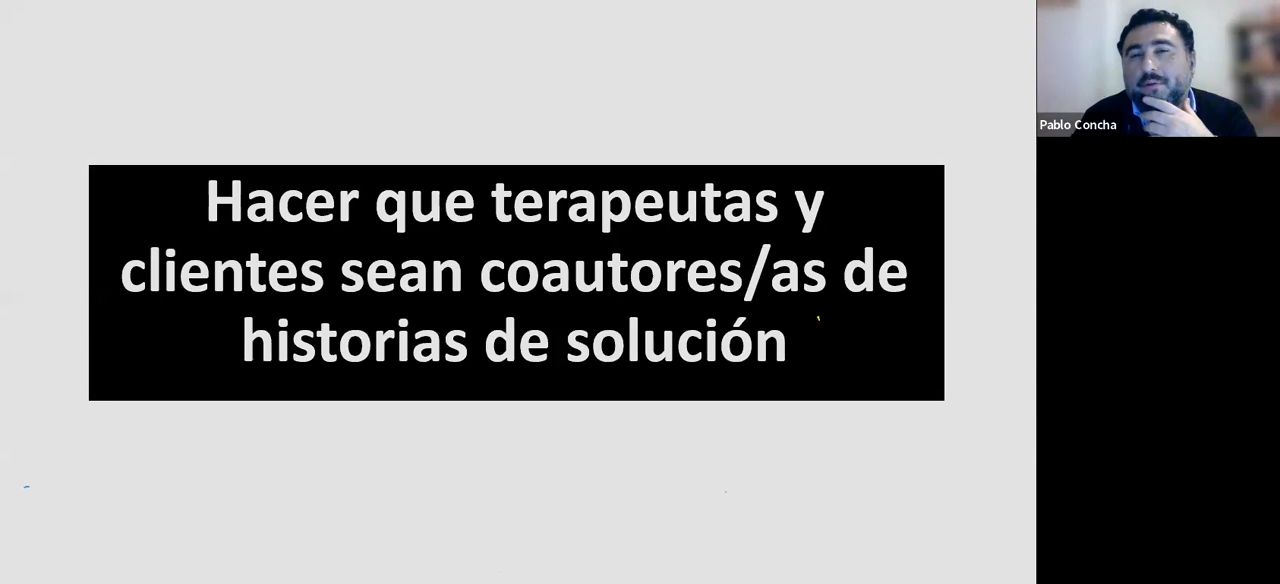 Hacer que terapeutas y
clientes sean coautores/as de
historias de solución
Pablo Concha